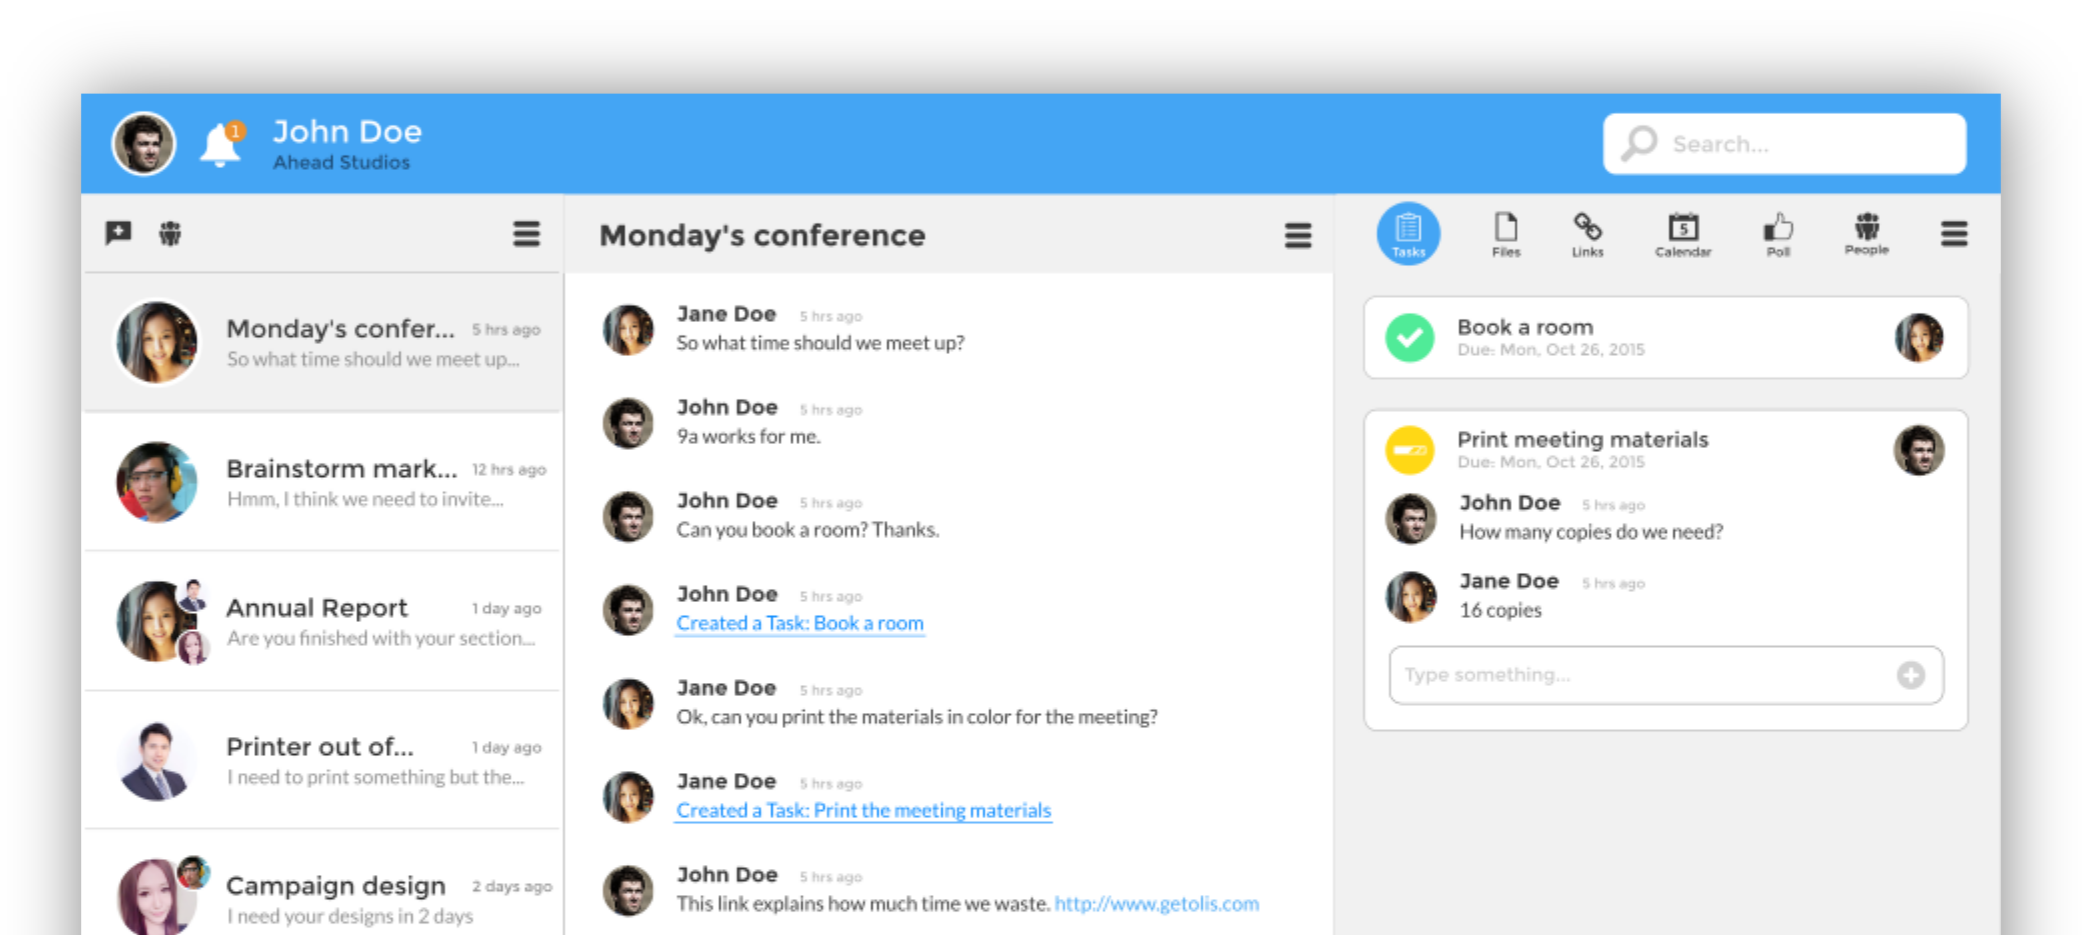 1
John Doe
Ahead Studios
Search...
Monday's confer... 5 hrs ago
So what time should we meet up...
Brainstorm mark... 12 hrs ago
Hmm, I think we need to invite...
Annual Report 1 day ago
Are you finished with your section...
Printer out of... 1 day ago
I need to print something but the...
Campaign design 2 days ago
I need your designs in 2 days
Monday's conference
Jane Doe 5 hrs ago
So what time should we meet up?
John Doe 5 hrs ago
9a works for me.
John Doe 5 hrs ago
Can you book a room? Thanks.
John Doe 5 hrs ago
Created a Task: Book a room
Jane Doe 5 hrs ago
Ok, can you print the materials in color for the meeting?
Jane Doe 5 hrs ago
Created a Task: Print the meeting materials
John Doe 5 hrs ago
This link explains how much time we waste. http://www.getolis.com
5
Tasks Files Links Calendar Poll People
Book a room
Due: Mon, Oct 26, 2015
Print meeting materials
Due: Mon, Oct 26, 2015
John Doe 5 hrs ago
How many copies do we need?
Jane Doe 5 hrs ago
16 copies
Type something...